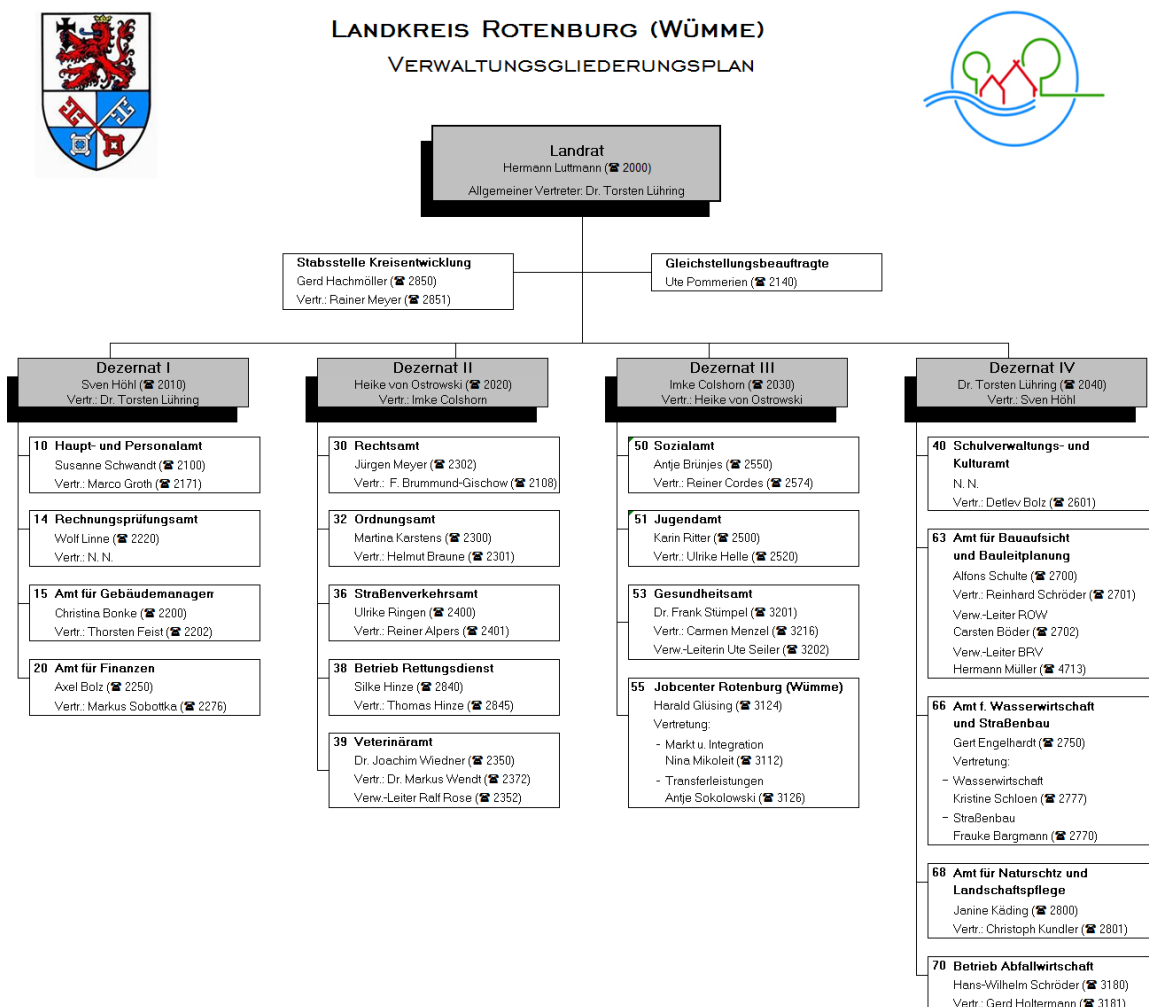 LANDKREIS ROTENBURG (WÜMME)
VERWALTUNGSGLIEDERUNGSPLAN
Landrat
Hermann Luttmann (☎ 2000)
Allgemeiner Vertreter: Dr. Torsten Lühring
Stabsstelle Kreisentwicklung
Gerd Hachmöller (☎ 2850)
Vertr.: Rainer Meyer (☎ 2851)
Gleichstellungsbeauftragte
Ute Pommerien (☎ 2140)
Dezernat I
Sven Höhl (☎ 2010)
Vertr.: Dr. Torsten Lühring
10 Haupt- und Personalamt
Susanne Schwandt (☎ 2100)
Vertr.: Marco Groth (☎ 2171)
14 Rechnungsprüfungsamt
Wolf Linne (☎ 2220)
Vertr.: N. N.
15 Amt für Gebäudemanagem
Christina Bonke (☎ 2200)
Vertr.: Thorsten Feist (☎ 2202)
20 Amt für Finanzen
Axel Bolz (☎ 2250)
Vertr.: Markus Sobottka (☎ 2276)
Dezernat II
Heike von Ostrowski (☎ 2020)
Vertr.: Imke Colshorn
30 Rechtsamt
Jürgen Meyer (☎ 2302)
Vertr.: F. Brummund-Gischow (☎ 2108)
32 Ordnungsamt
Martina Karstens (☎ 2300)
Vertr.: Helmut Braune (☎ 2301)
36 Straßenverkehrsamt
Ulrike Ringen (☎ 2400)
Vertr.: Reiner Alpers (☎ 2401)
38 Betrieb Rettungsdienst
Silke Hinze (☎ 2840)
Vertr.: Thomas Hinze (☎ 2845)
39 Veterinäramt
Dr. Joachim Wiedner (☎ 2350)
Vertr.: Dr. Markus Wendt (☎ 2372)
Verw.-Leiter Ralf Rose (☎ 2352)
Dezernat III
Imke Colshorn (☎ 2030)
Vertr.: Heike von Ostrowski
50 Sozialamt
Antje Brünjes (☎ 2550)
Vertr.: Reiner Cordes (☎ 2574)
51 Jugendamt
Karin Ritter (☎ 2500)
Vertr.: Ulrike Helle (☎ 2520)
53 Gesundheitsamt
Dr. Frank Stümpel (☎ 3201)
Vertr.: Carmen Menzel (☎ 3216)
Verw.-Leiterin Ute Seiler (☎ 3202)
55 Jobcenter Rotenburg (Wümme)
Harald Glüsing (☎ 3124)
Vertretung:
- Markt u. Integration
Nina Mikoleit (☎ 3112)
- Transferleistungen
Antje Sokolowski (☎ 3126)
Dezernat IV
Dr. Torsten Lühring (☎ 2040)
Vertr.: Sven Höhl
40 Schulverwaltungs- und
Kulturamt
N. N.
Vertr.: Detlev Bolz (☎ 2601)
63 Amt für Bauaufsicht
und Bauleitplanung
Alfons Schulte (☎ 2700)
Vertr.: Reinhard Schröder (☎ 2701)
Verw.-Leiter ROW
Carsten Böder (☎ 2702)
Verw.-Leiter BRV
Hermann Müller (☎ 4713)
66 Amt f. Wasserwirtschaft
und Straßenbau
Gert Engelhardt (☎ 2750)
Vertretung:
- Wasserwirtschaft
Kristine Schloen (☎ 2777)
- Straßenbau
Frauke Bargmann (☎ 2770)
68 Amt für Naturschtz und
Landschaftspflege
Janine Käding (☎ 2800)
Vertr.: Christoph Kundler (☎ 2801)
70 Betrieb Abfallwirtschaft
Hans-Wilhelm Schröder (☎ 3180)
Vertr.: Gerd Holtermann (☎ 3181)